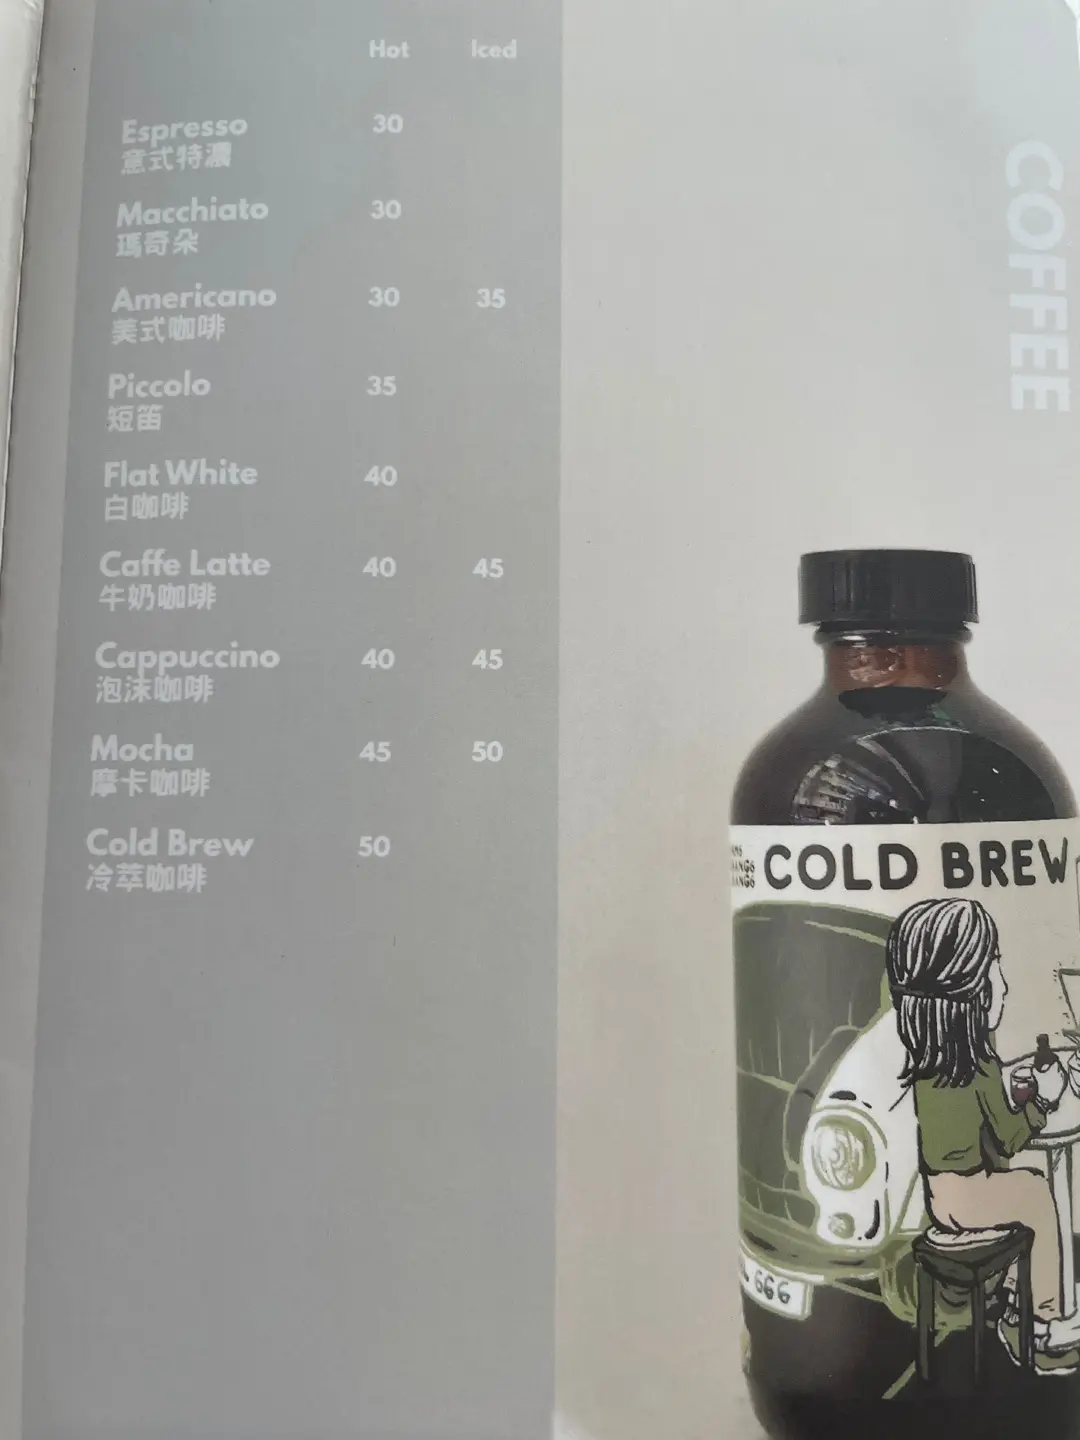 Hot Iced
Espresso 30
意式特濃
Macchiato 30
瑪奇朵
Americano 30 35
美式咖啡
Piccolo 35
短笛
Flat White 40
白咖啡
Caffe Latte 40 45
牛奶咖啡
Cappuccino 40 45
泡沫咖啡
Mocha 45 50
摩卡咖啡
Cold Brew 50
冷萃咖啡
COFFEE
COLD BREW
666